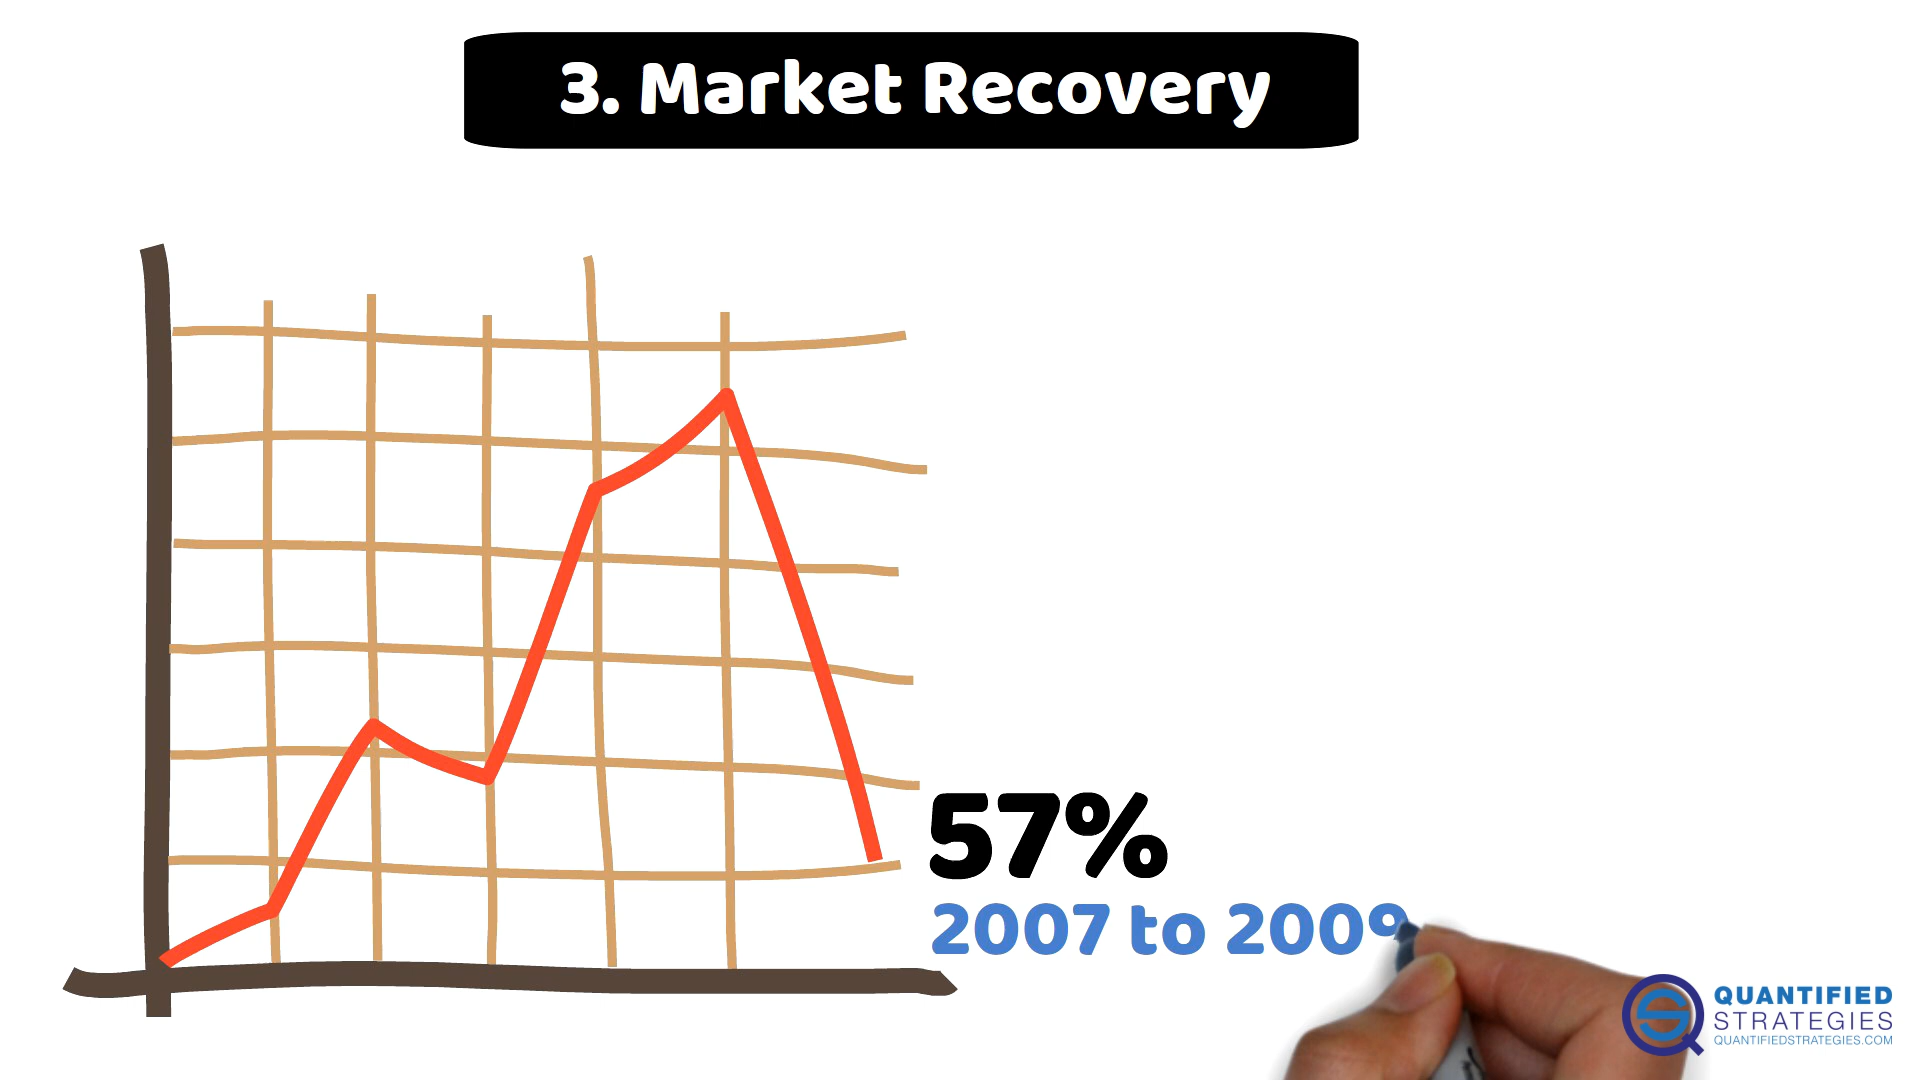 3. Market Recovery
57%
2007 to 2009
QUANTIFIED
STRATEGIES
QUANTIFIEDSTRATEGIES.COM